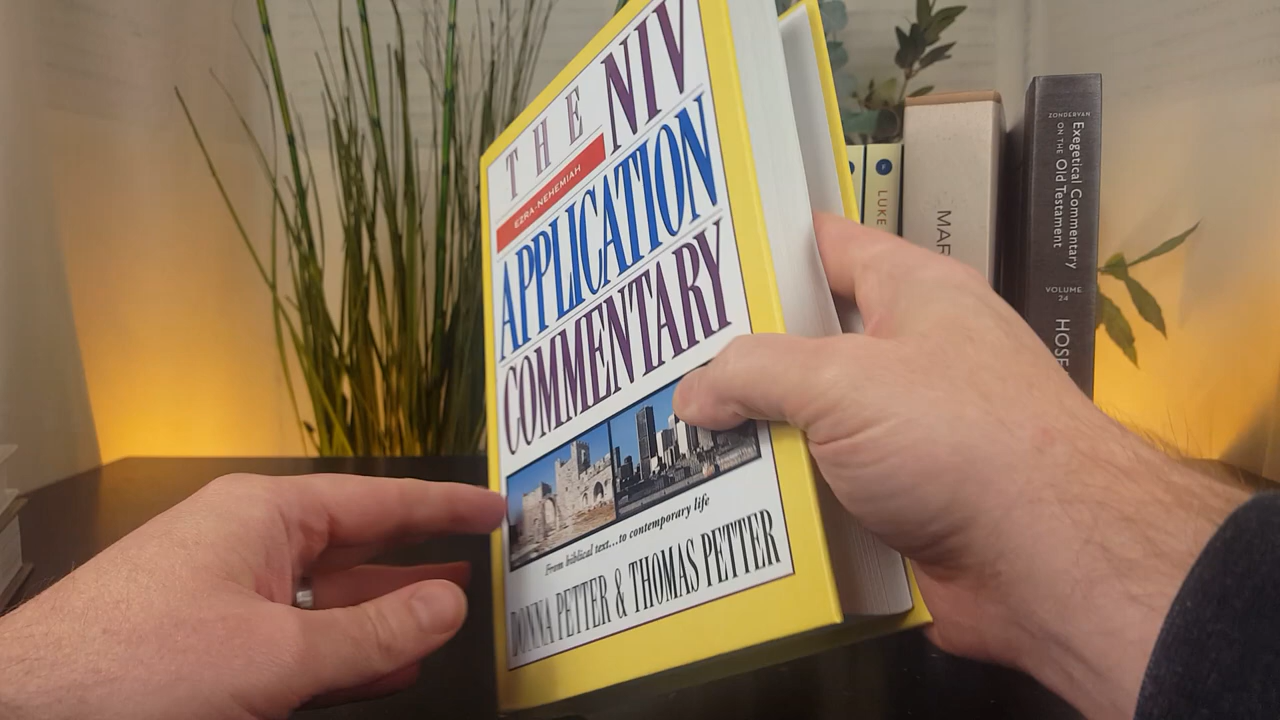 THE NIV
EZRA-NEHEMIAH
APPLICATION
COMMENTARY
From biblical text...to contemporary life
DONNA PETTER & THOMAS PETTER
LUKE
MAR
ZONDERVAN
Exegetical Commentary
ON THE Old Testament
VOLUME
24
HOSE